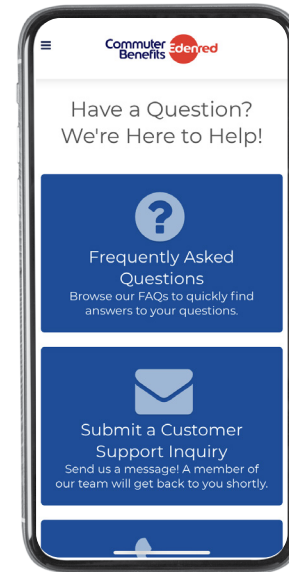 Commuter
Benefits
Edenred
Have a Question?
We're Here to Help!
?
Frequently Asked
Questions
Browse our FAQs to quickly find
answers to your questions.
Submit a Customer
Support Inquiry
Send us a message! A member of
our team will get back to you shortly.